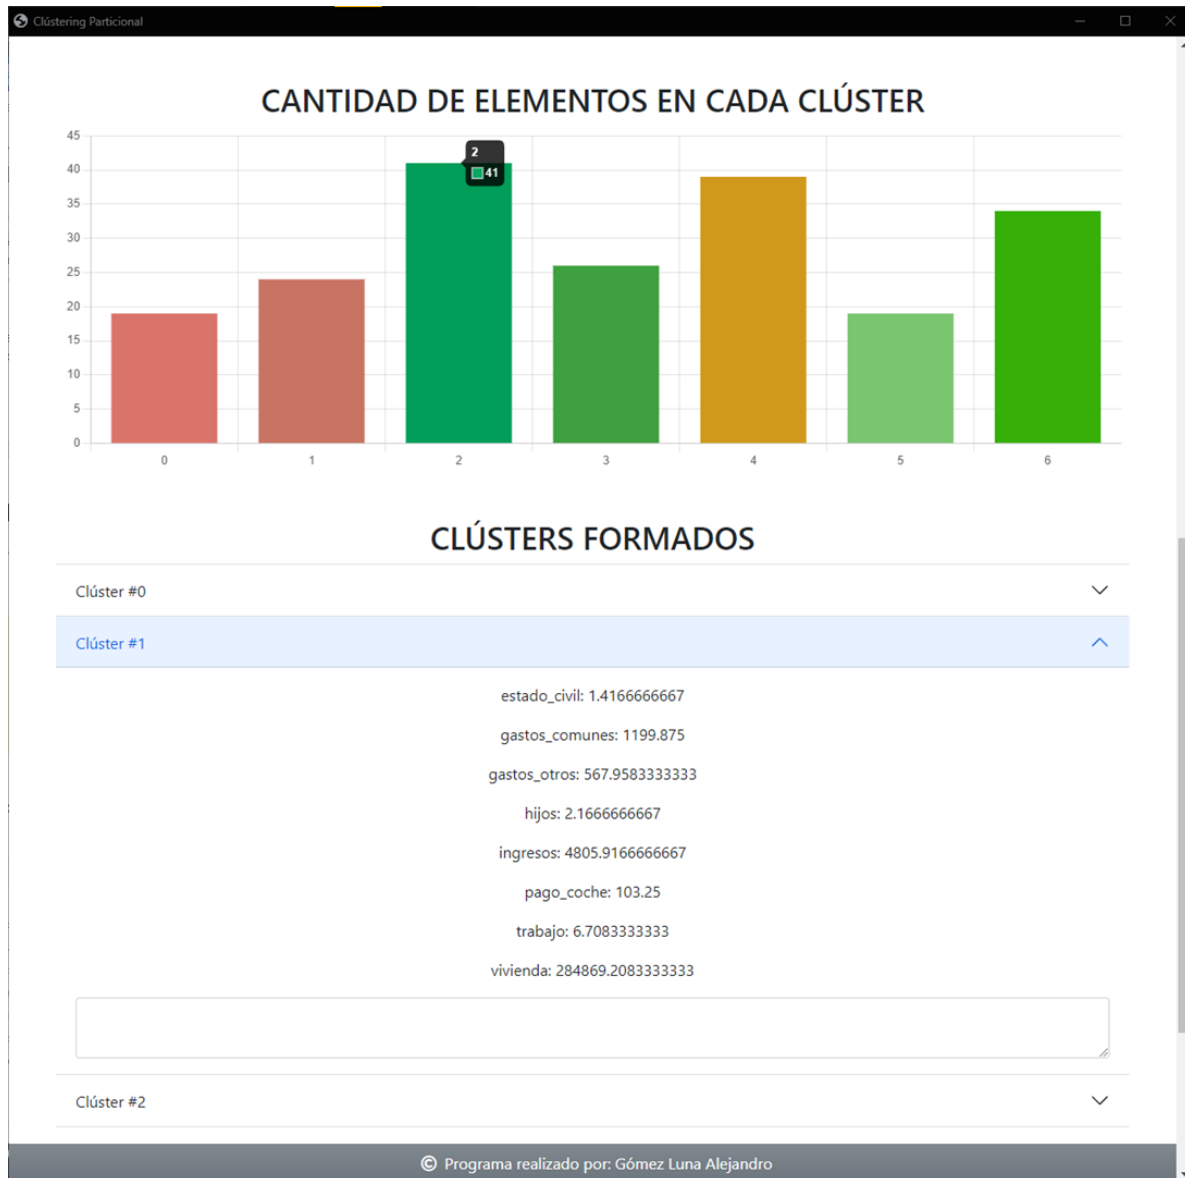 Clústering Particional
CANTIDAD DE ELEMENTOS EN CADA CLÚSTER
45
40
35
30
25
20
15
10
5
0
2
41
0 1 2 3 4 5 6
CLÚSTERS FORMADOS
Clúster #0
Clúster #1
estado_civil: 1.4166666667
gastos_comunes: 1199.875
gastos_otros: 567.9583333333
hijos: 2.1666666667
ingresos: 4805.9166666667
pago_coche: 103.25
trabajo: 6.7083333333
vivienda: 284869.2083333333
Clúster #2
© Programa realizado por: Gómez Luna Alejandro